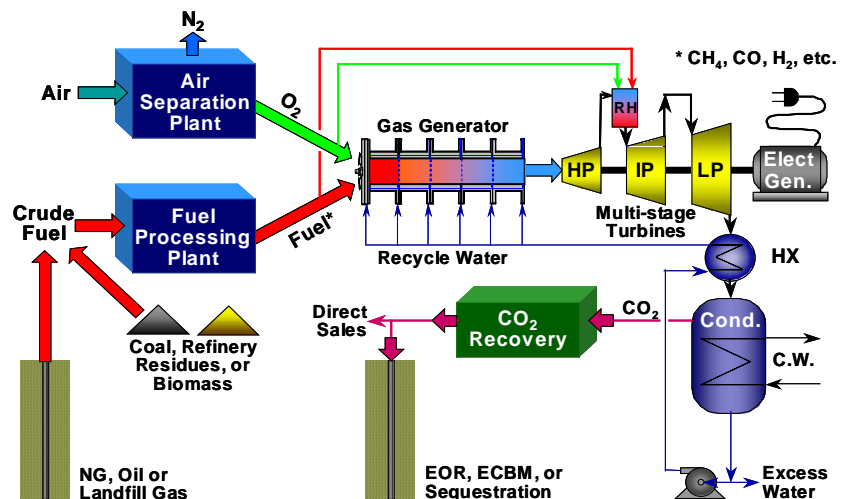 N2
* CH4, CO, H2, etc.
Air
Air
Separation
Plant
O2
Gas Generator
RH
HP
IP
LP
Elect
Gen.
Multi-stage
Turbines
Crude
Fuel
Fuel
Processing
Plant
Fuel*
Recycle Water
HX
Direct
Sales
CO2
Recovery
CO2
Cond.
C.W.
Coal, Refinery
Residues, or
Biomass
NG, Oil or
Landfill Gas
EOR, ECBM, or
Sequestration
Excess
Water